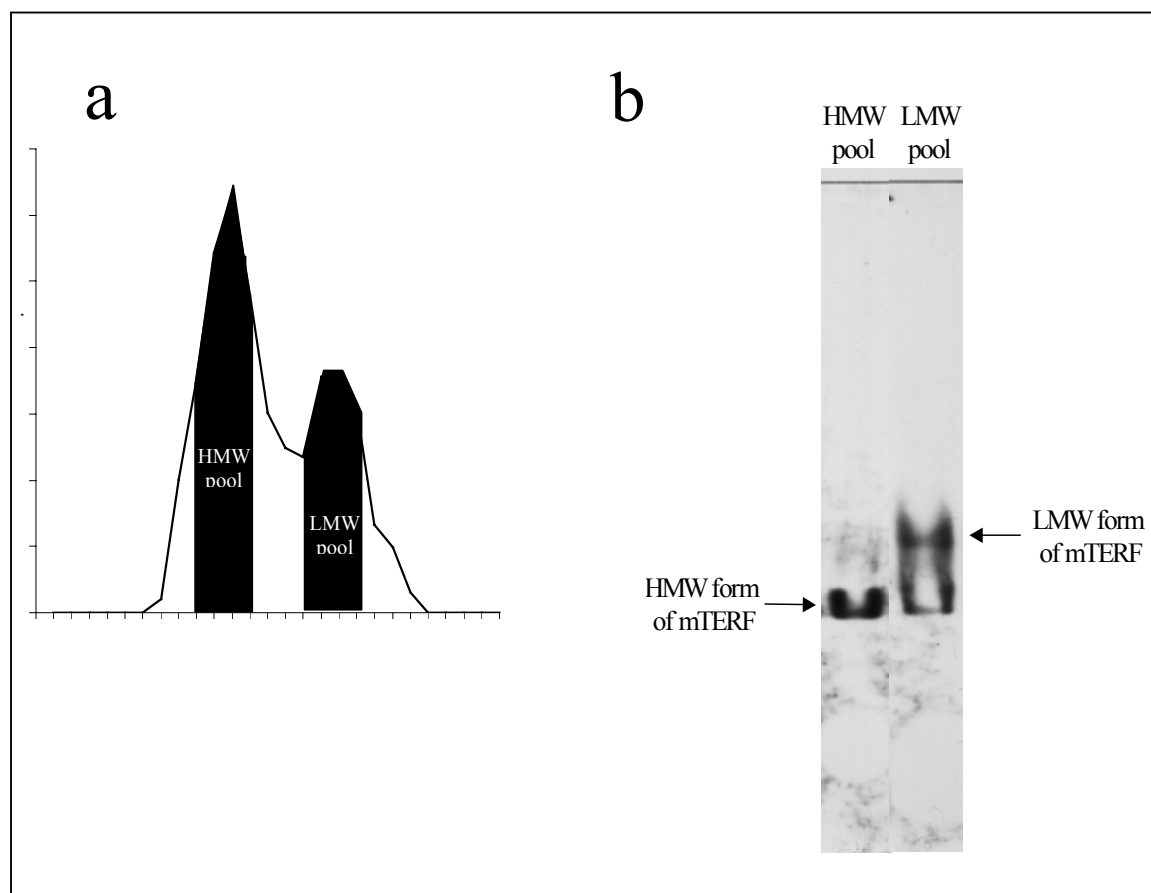 a
HMW
pool
LMW
pool
b
HMW
pool
LMW
pool
LMW form
of mTERF
HMW form
of mTERF